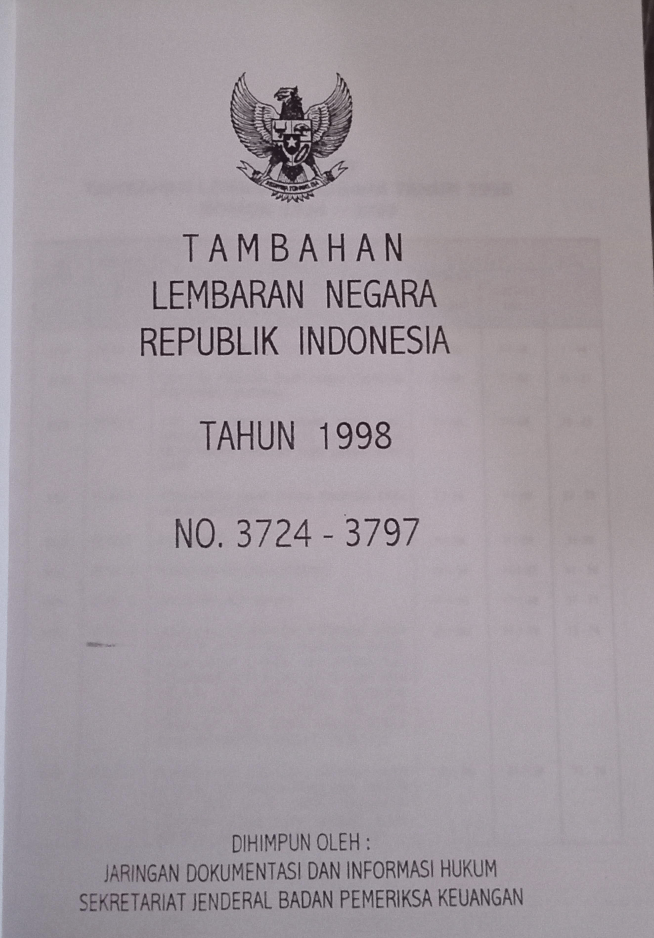 TAMBAHAN
LEMBARAN NEGARA
REPUBLIK INDONESIA
TAHUN 1998
NO. 3724 - 3797
DIHIMPUN OLEH :
JARINGAN DOKUMENTASI DAN INFORMASI HUKUM
SEKRETARIAT JENDERAL BADAN PEMERIKSA KEUANGAN